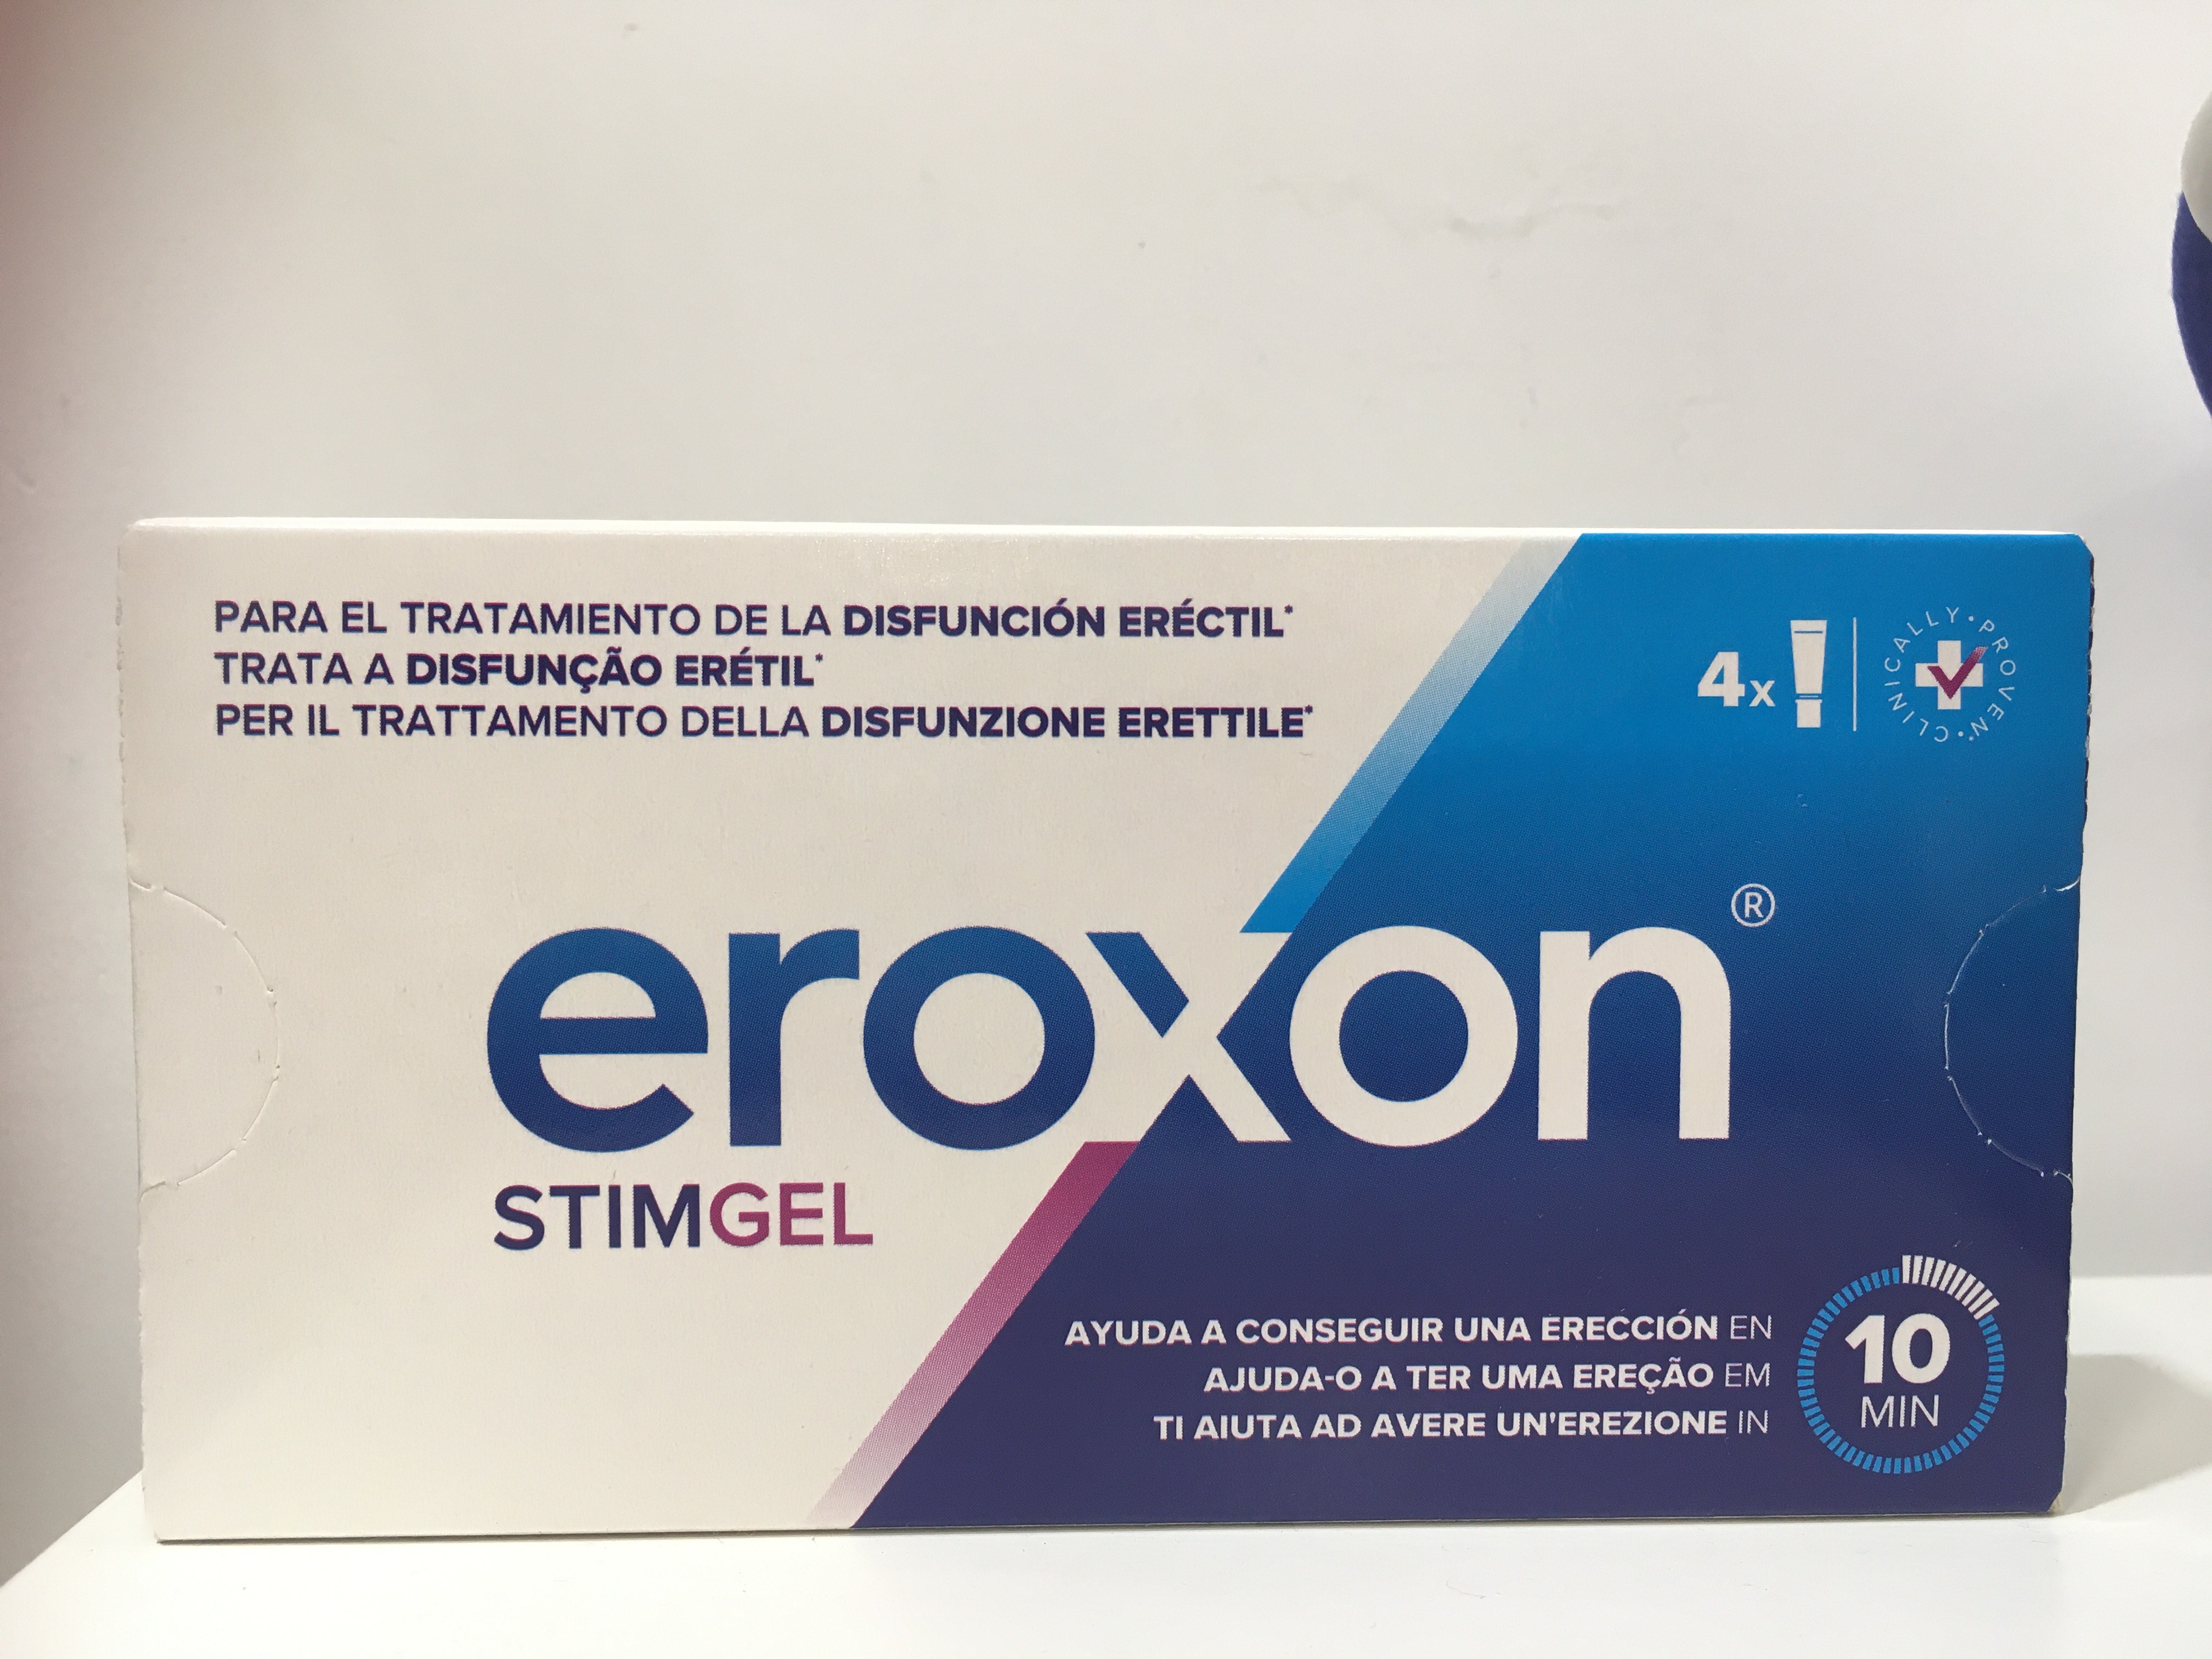 PARA EL TRATAMIENTO DE LA DISFUNCIÓN ERÉCTIL*
TRATA A DISFUNÇÃO ERÉTIL*
PER IL TRATTAMENTO DELLA DISFUNZIONE ERETTILE*
4x
CLINICALLY • PROVEN* •
eroxon®
STIMGEL
AYUDA A CONSEGUIR UNA ERECCIÓN EN
AJUDA-O A TER UMA EREÇÃO EM
TI AIUTA AD AVERE UN'EREZIONE IN
10
MIN